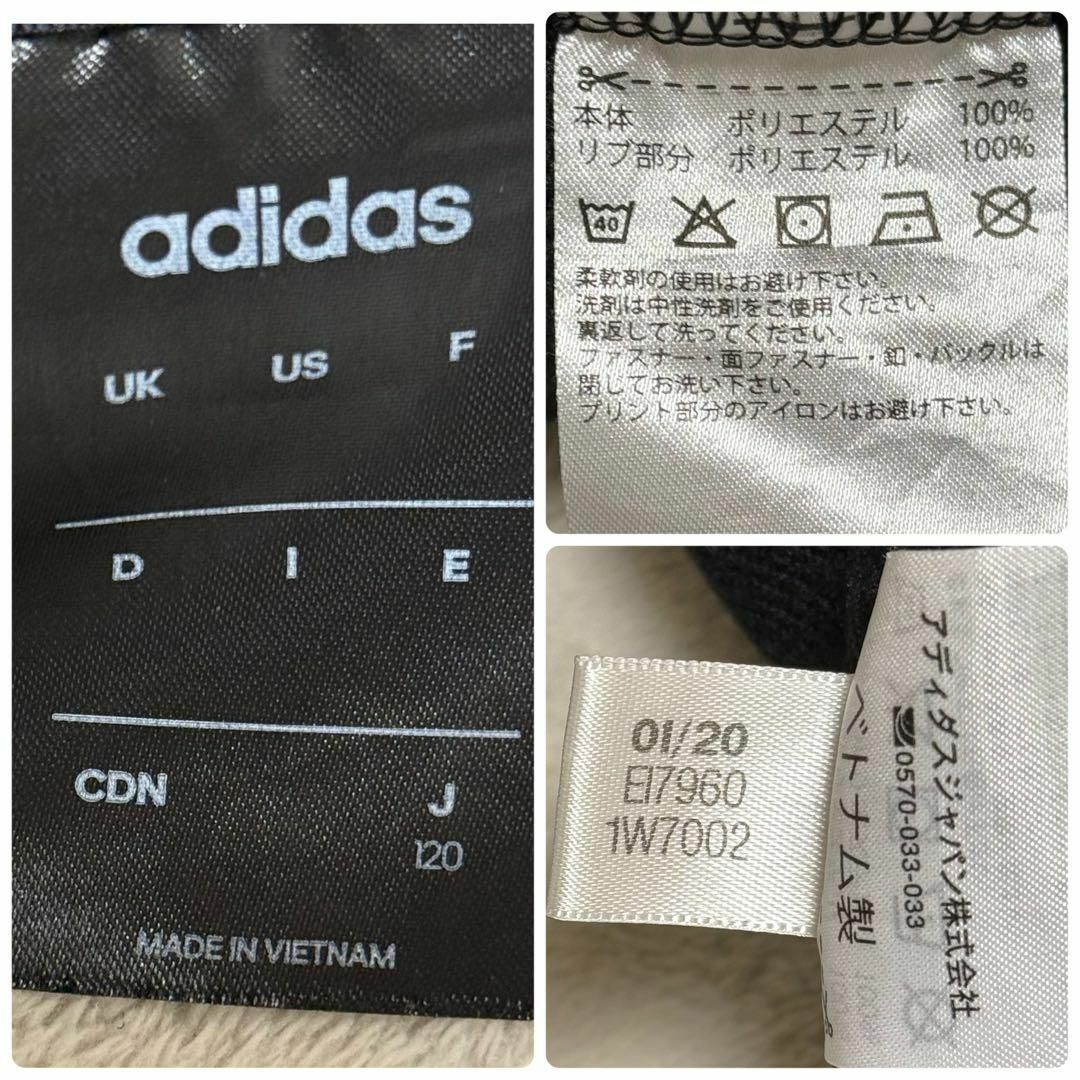 adidas
UK US F
D I E
CDN J
120
MADE IN VIETNAM
本体 ポリエステル 100%
リブ部分 ポリエステル 100%
40
柔軟剤の使用はお避け下さい。
洗剤は中性洗剤をご使用ください。
裏返して洗ってください。
ファスナー・面ファスナー・釦・バックルは
閉してお洗い下さい。
プリント部分のアイロンはお避け下さい。
01/20
EI7960
1W7002
アディダスジャパン株式会社
0570-033-033
ベトナム製